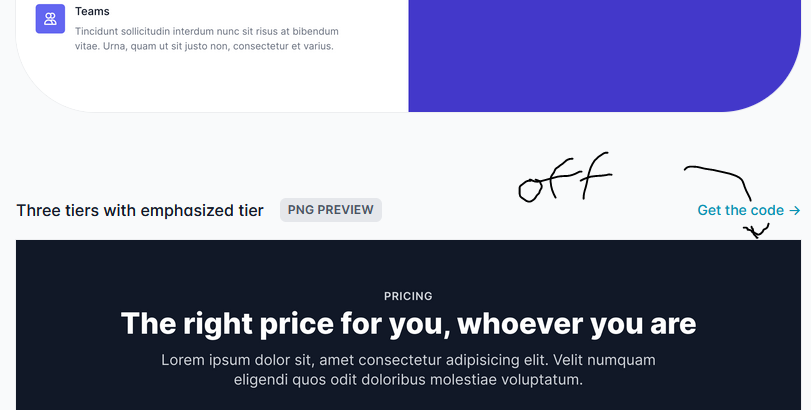 Teams
Tincidunt sollicitudin interdum nunc sit risus at bibendum
vitae. Urna, quam ut sit justo non, consectetur et varius.
off
Three tiers with emphasized tier
PNG PREVIEW
Get the code →
PRICING
The right price for you, whoever you are
Lorem ipsum dolor sit, amet consectetur adipisicing elit. Velit numquam
eligendi quos odit doloribus molestiae voluptatum.